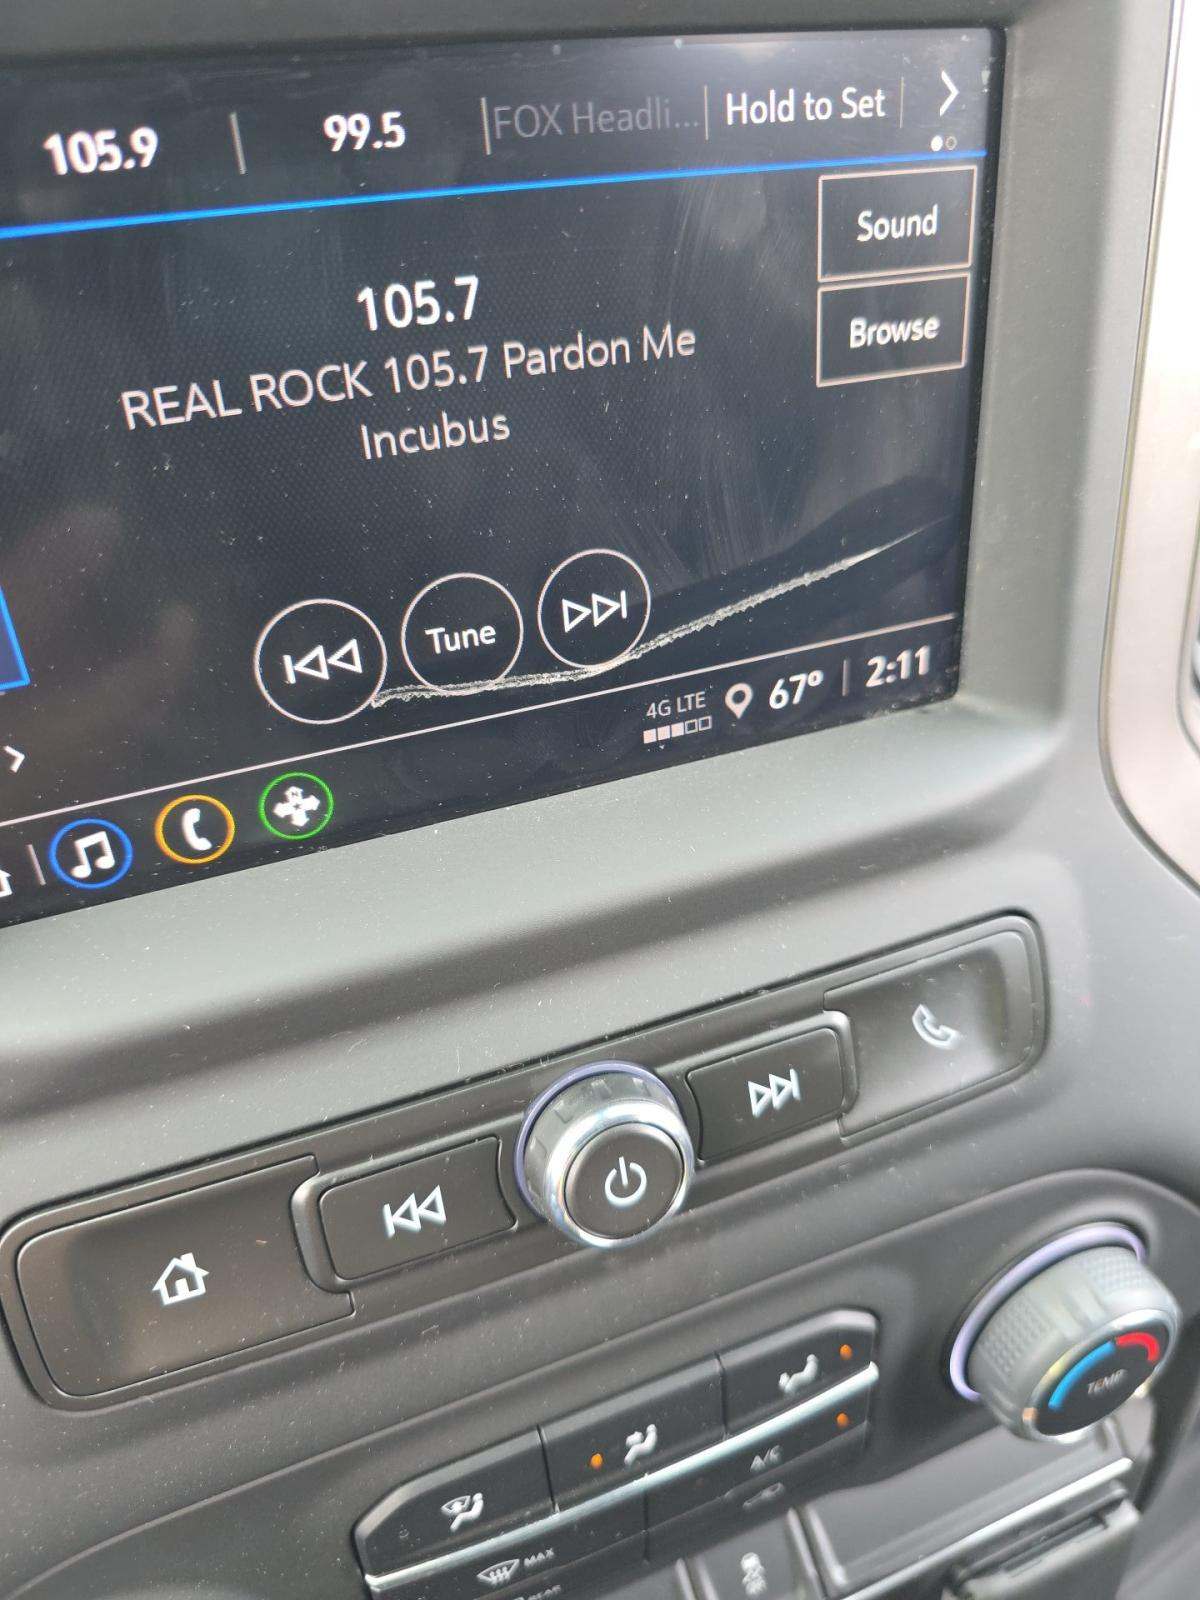 105.9 | 99.5 | FOX Headli... | Hold to Set
Sound
105.7
Browse
REAL ROCK 105.7 Pardon Me
Incubus
Tune
4G LTE 67° | 2:11
TEMP
A/C
MAX
REAR